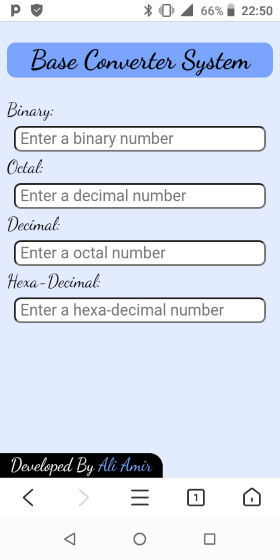 66% 22:50
Base Converter System
Binary:
Enter a binary number
Octal:
Enter a decimal number
Decimal:
Enter a octal number
Hexa-Decimal:
Enter a hexa-decimal number
Developed By Ali Amir
1